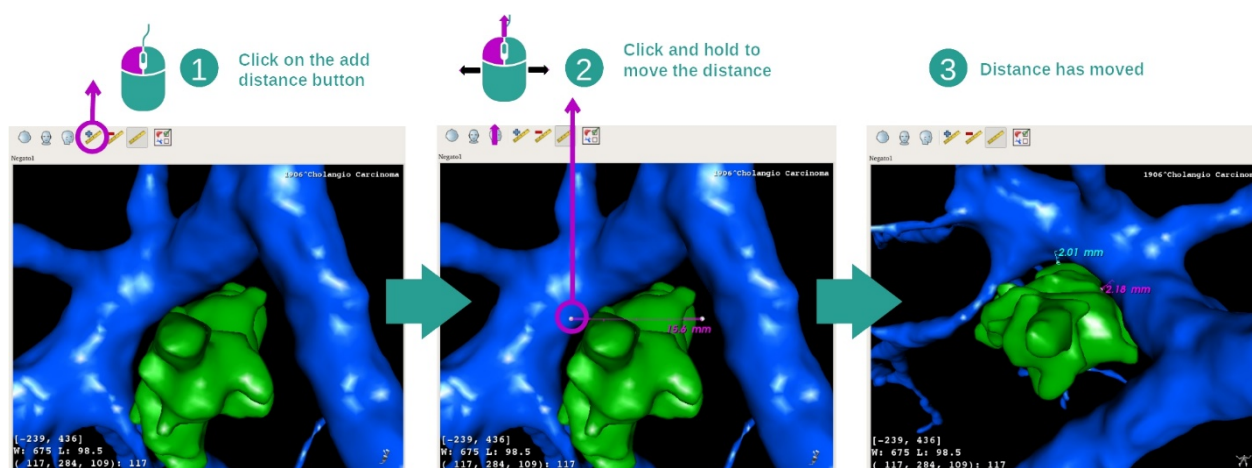 1
Click on the add
distance button
2
Click and hold to
move the distance
3
Distance has moved
Negato1
1906^Cholangio Carcinoma
[-239, 436]
W: 675 L: 98.5
( 117, 284, 109): 117
Negato1
1906^Cholangio Carcinoma
15.6 mm
[-239, 436]
W: 675 L: 98.5
( 117, 284, 109): 117
Negato1
1906^Cholangio Carcinoma
2.01 mm
2.18 mm
[-239, 436]
W: 675 L: 98.5
( 117, 284, 109): 117